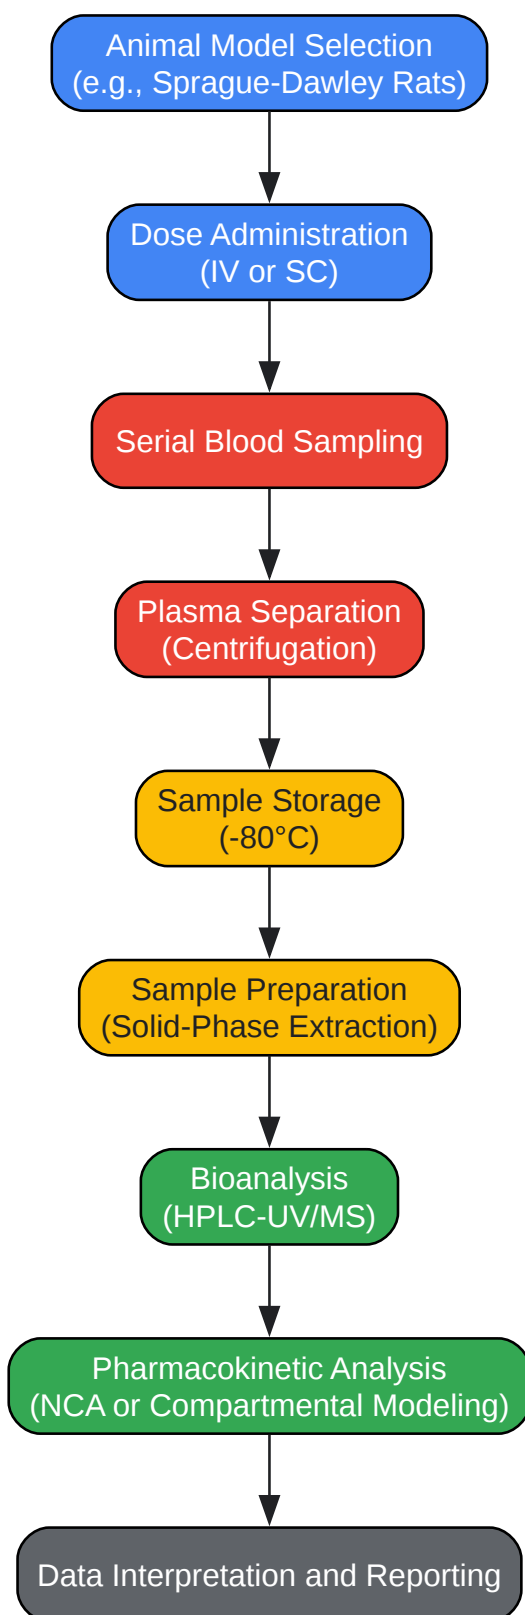 Animal Model Selection
(e.g., Sprague-Dawley Rats)
Dose Administration
(IV or SC)
Serial Blood Sampling
Plasma Separation
(Centrifugation)
Sample Storage
(-80°C)
Sample Preparation
(Solid-Phase Extraction)
Bioanalysis
(HPLC-UV/MS)
Pharmacokinetic Analysis
(NCA or Compartmental Modeling)
Data Interpretation and Reporting